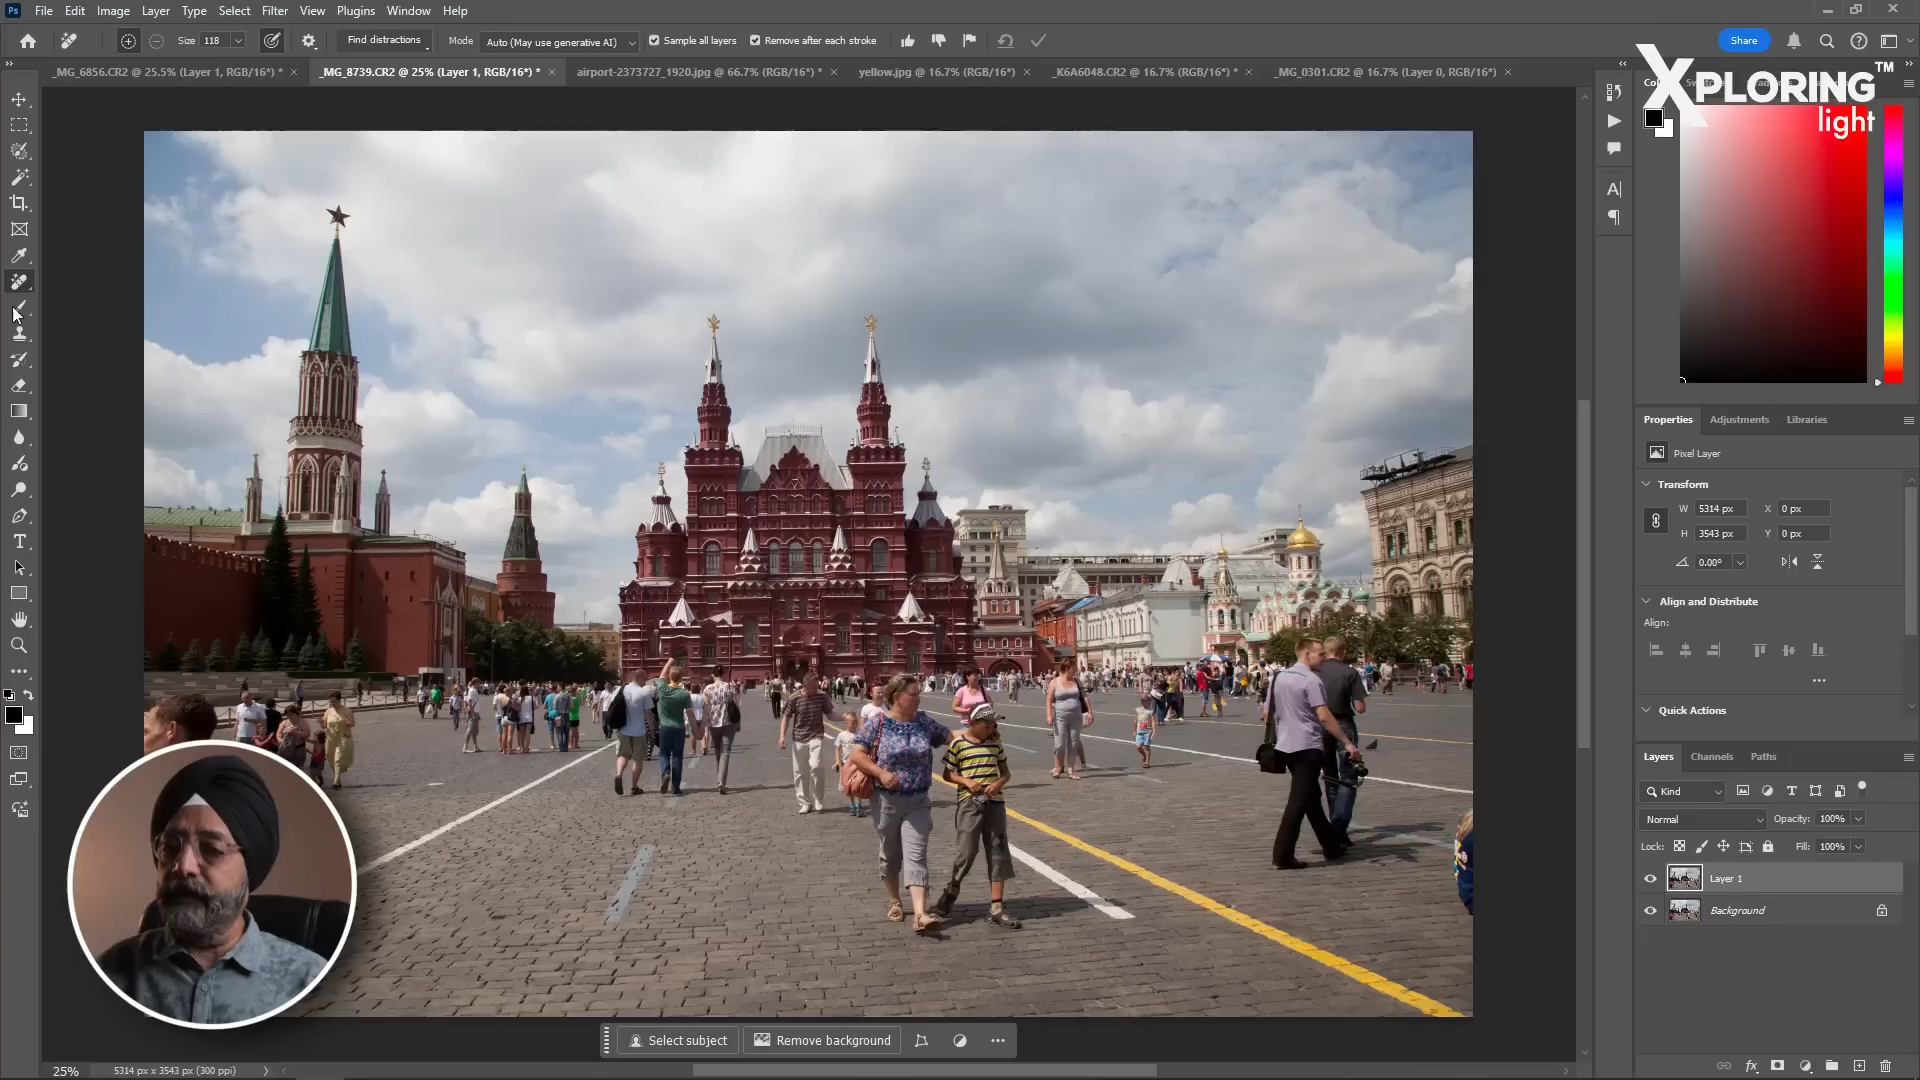 Ps File Edit Image Layer Type Select Filter View Plugins Window Help
Size 118 Find distractions Mode Auto (May use generative AI) Sample all layers Remove after each stroke Share
_MG_6856.CR2 @ 25.5% (Layer 1, RGB/16*) * _MG_8739.CR2 @ 25% (Layer 1, RGB/16*) * airport-2373727_1920.jpg @ 66.7% (RGB/16*) * yellow.jpg @ 16.7% (RGB/16*) _K6A6048.CR2 @ 16.7% (RGB/16*) * _MG_0301.CR2 @ 16.7% (Layer 0, RGB/16*)
XPLORING™
light
Properties Adjustments Libraries
Pixel Layer
Transform
W 5314 px X 0 px
H 3543 px Y 0 px
0.00°
Align and Distribute
Align:
Quick Actions
Layers Channels Paths
Kind
Normal Opacity: 100%
Lock: Fill: 100%
Layer 1
Background
Select subject Remove background
25% 5314 px x 3543 px (300 ppi)